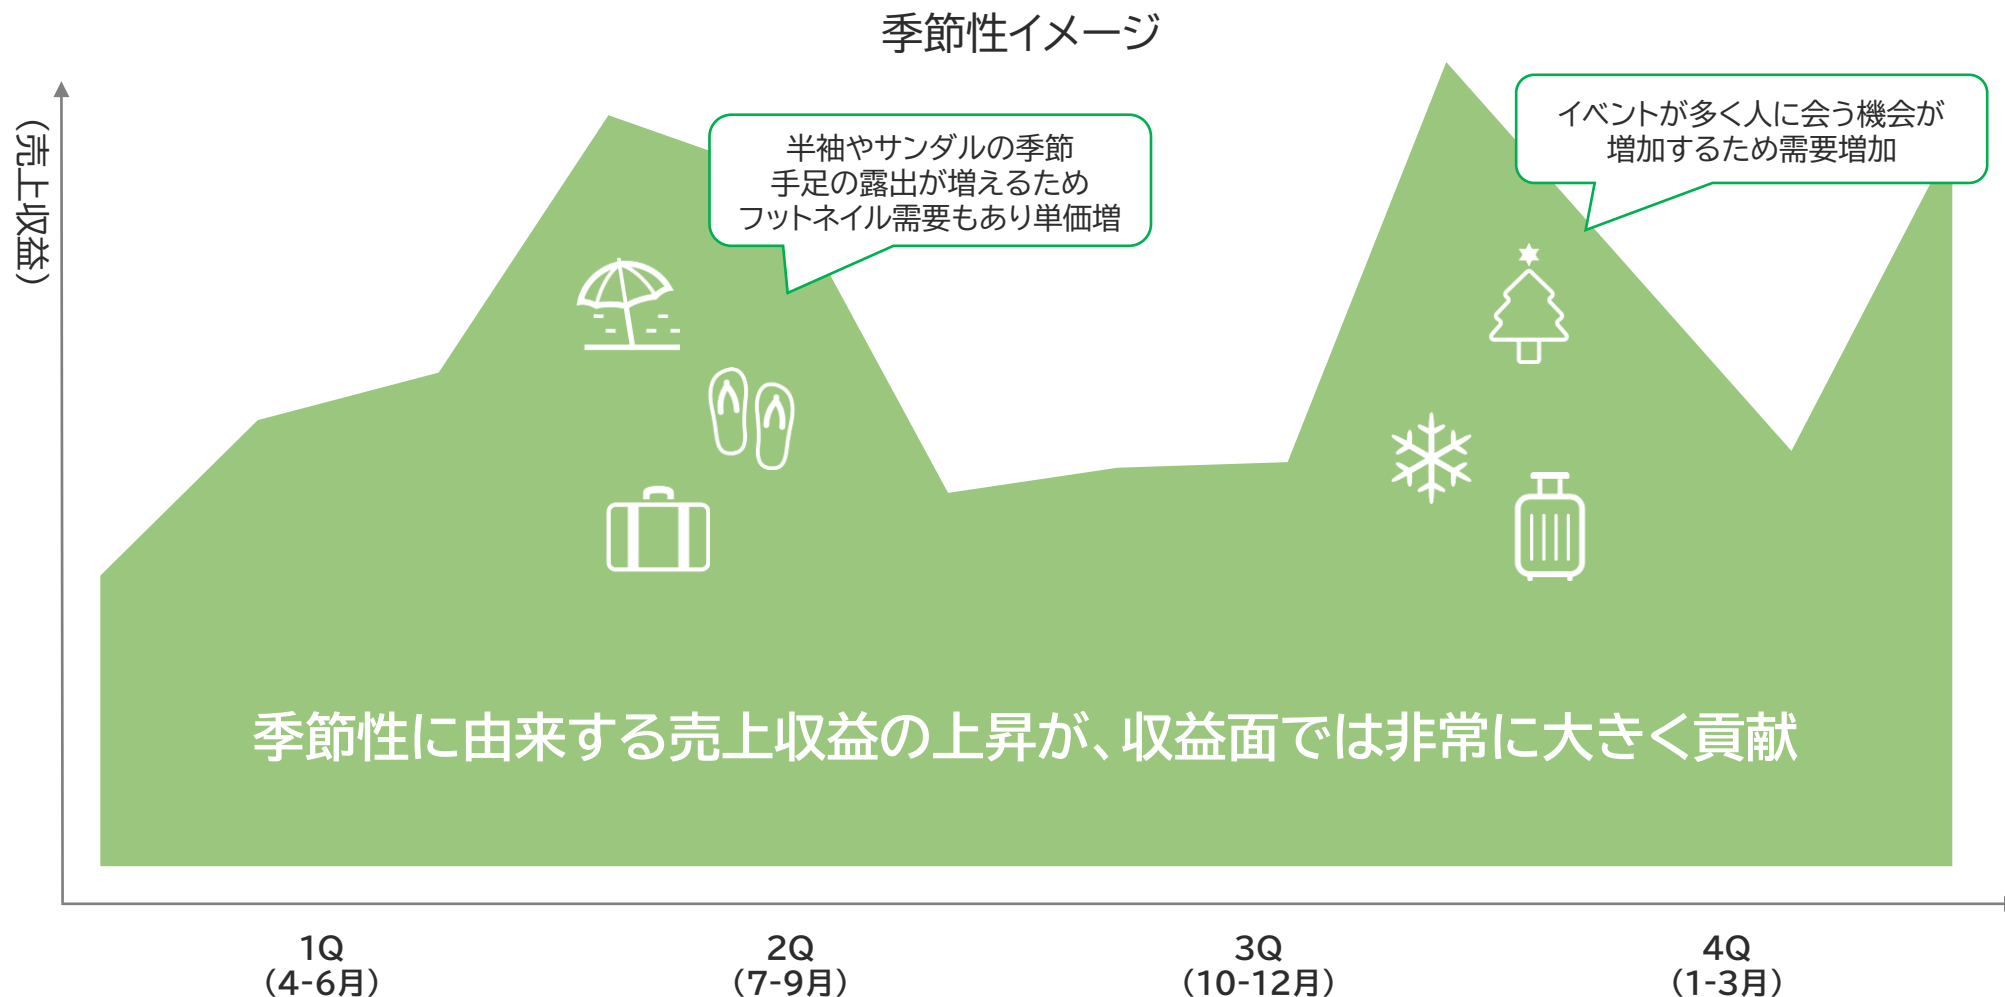 季節性イメージ
（売上収益）
半袖やサンダルの季節
手足の露出が増えるため
フットネイル需要もあり単価増
イベントが多く人に会う機会が
増加するため需要増加
季節性に由来する売上収益の上昇が、収益面では非常に大きく貢献
1Q
（4-6月）
2Q
（7-9月）
3Q
（10-12月）
4Q
（1-3月）